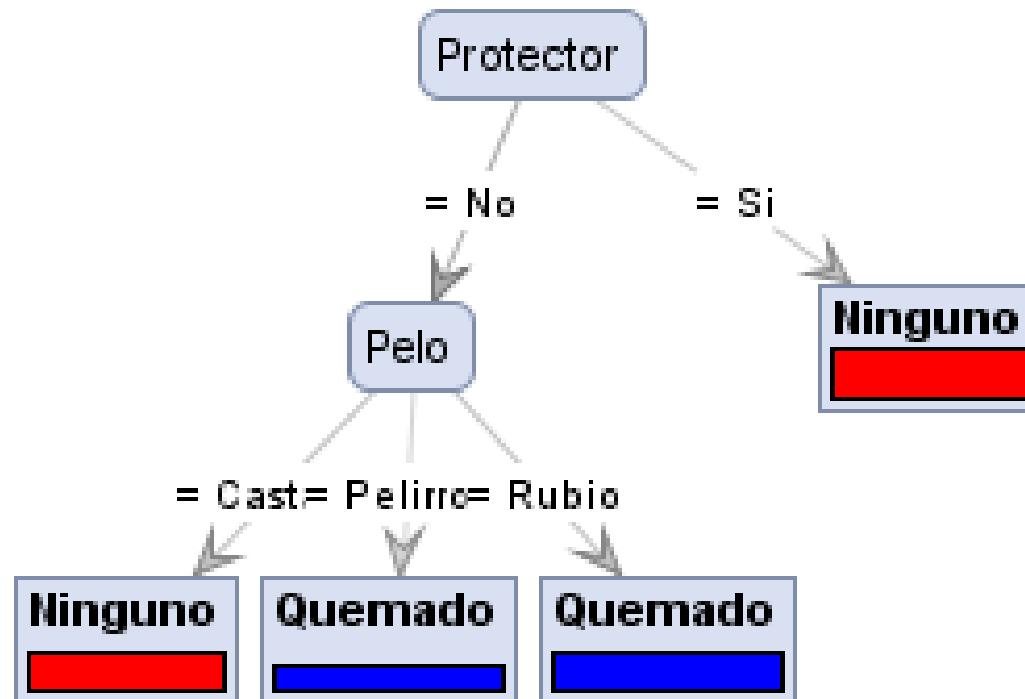 Protector
= No
= Si
Ninguno
Pelo
= Cast
= Pelirro
= Rubio
Ninguno
Quemado
Quemado